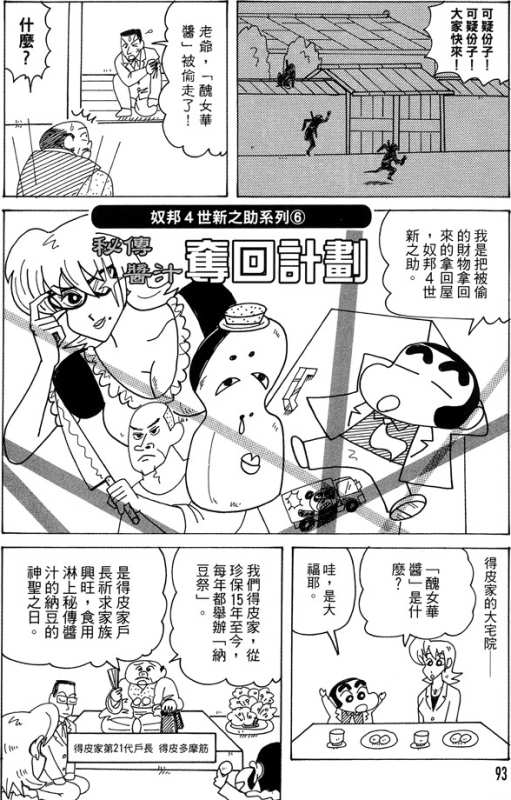 可疑份子！
可疑份子！
大家快來！
老爺，「醜女華
醬」被偷
走了！
什麼？
奴邦４世新之助系列⑥
秘傳
醬汁
奪回計劃
我是把被偷
的財物拿回
來的拿回屋
，奴邦４世
新之助。
得皮家的大宅院——
「醜女華
醬」是什
麼？
哇，是大
福耶。
我們得皮家，從
珍保15年至今，
每年都舉辦「納
豆祭」。
是得皮家戶
長祈求家族
興旺，食用
淋上秘傳醬
汁的納豆的
神聖之日。
得皮家第21代戶長 得皮多摩筋
93